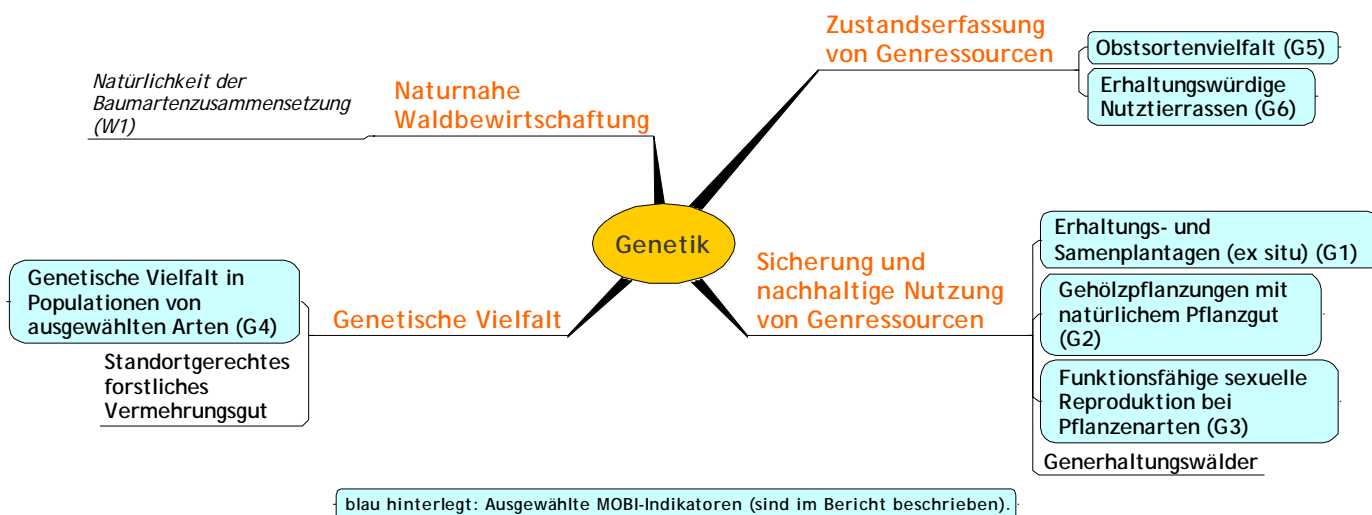 Zustandserfassung
von Genressourcen
Obstsortenvielfalt (G5)
Erhaltungswürdige
Nutztierrassen (G6)
Natürlichkeit der
Baumartenzusammensetzung
(W1)
Naturnahe
Waldbewirtschaftung
Genetik
Sicherung und
nachhaltige Nutzung
von Genressourcen
Erhaltungs- und
Samenplantagen (ex situ) (G1)
Gehölzpflanzungen mit
natürlichem Pflanzgut
(G2)
Funktionsfähige sexuelle
Reproduktion bei
Pflanzenarten (G3)
Generhaltungswälder
Genetische Vielfalt
Genetische Vielfalt in
Populationen von
ausgewählten Arten (G4)
Standortgerechtes
forstliches
Vermehrungsgut
blau hinterlegt: Ausgewählte MOBI-Indikatoren (sind im Bericht beschrieben).